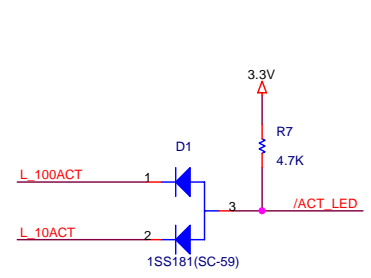 3.3V
R7
4.7K
D1
L_100ACT
1
3
/ACT_LED
L_10ACT
2
1SS181(SC-59)